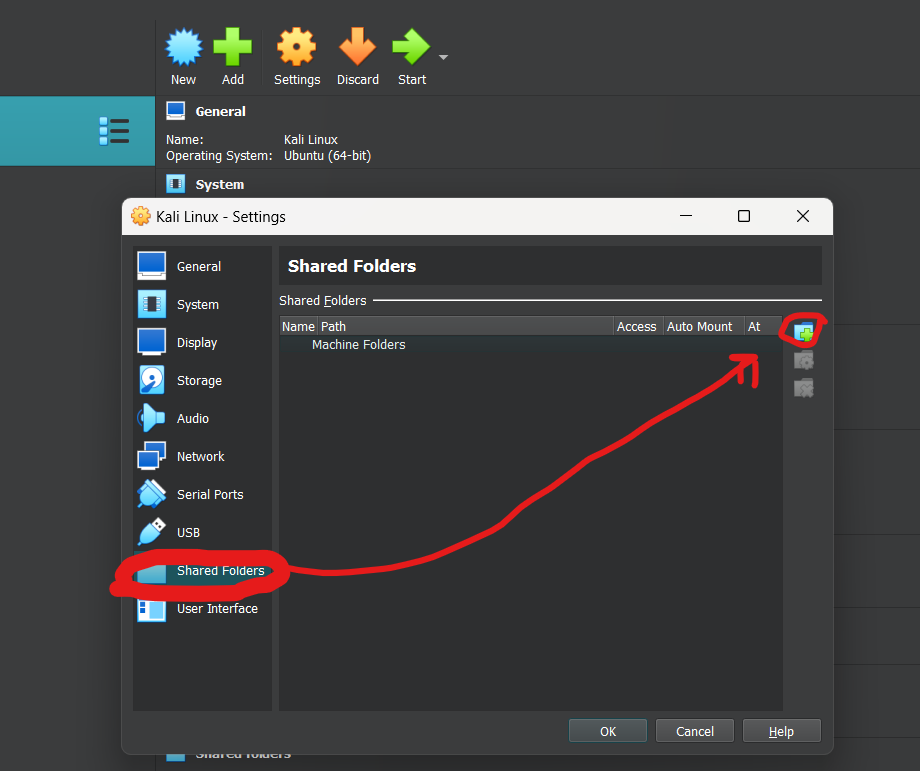 New Add Settings Discard Start
General
Name: Kali Linux
Operating System: Ubuntu (64-bit)
System
Kali Linux - Settings
General
System
Display
Storage
Audio
Network
Serial Ports
USB
Shared Folders
User Interface
Shared Folders
Shared Folders
Name Path Access Auto Mount At
Machine Folders
OK Cancel Help
Shared folders